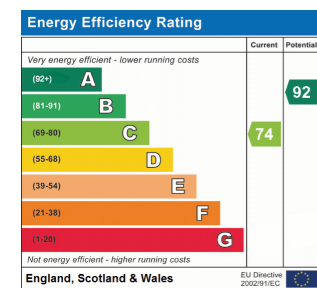 Energy Efficiency Rating
Current Potential
Very energy efficient - lower running costs
(92+) A
92
(81-91) B
(69-80) C
74
(55-68) D
(39-54) E
(21-38) F
(1-20) G
Not energy efficient - higher running costs
England, Scotland & Wales
EU Directive
2002/91/EC